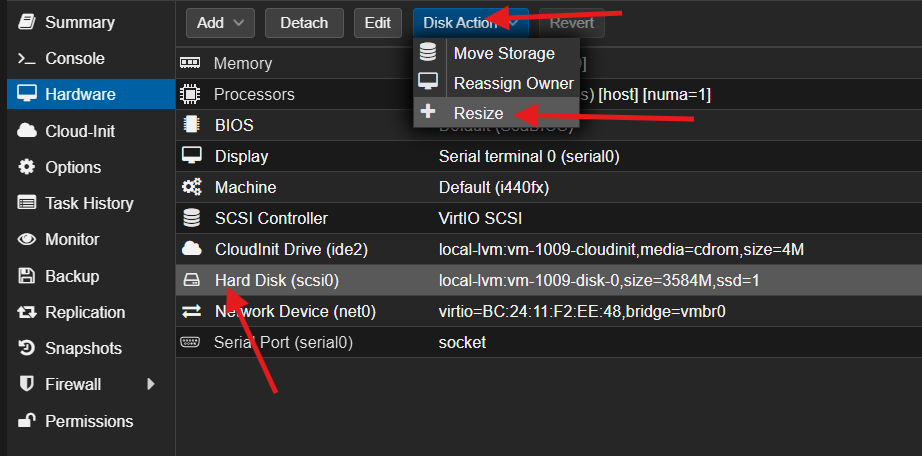 Summary
Console
Hardware
Cloud-Init
Options
Task History
Monitor
Backup
Replication
Snapshots
Firewall
Permissions
Add Detach Edit Disk Action Revert
Move Storage
Reassign Owner
Resize
Memory
Processors s) [host] [numa=1]
BIOS Default (SeaBIOS)
Display Serial terminal 0 (serial0)
Machine Default (i440fx)
SCSI Controller VirtIO SCSI
CloudInit Drive (ide2) local-lvm:vm-1009-cloudinit,media=cdrom,size=4M
Hard Disk (scsi0) local-lvm:vm-1009-disk-0,size=3584M,ssd=1
Network Device (net0) virtio=BC:24:11:F2:EE:48,bridge=vmbr0
Serial Port (serial0) socket